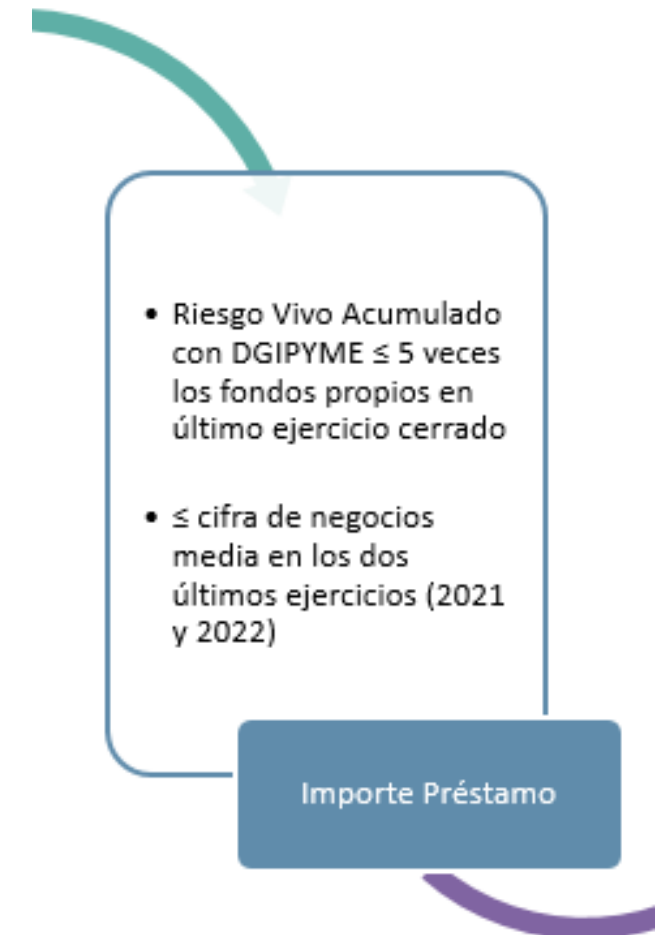 • Riesgo Vivo Acumulado
con DGIPYME ≤ 5 veces
los fondos propios en
último ejercicio cerrado
• ≤ cifra de negocios
media en los dos
últimos ejercicios (2021
y 2022)
Importe Préstamo